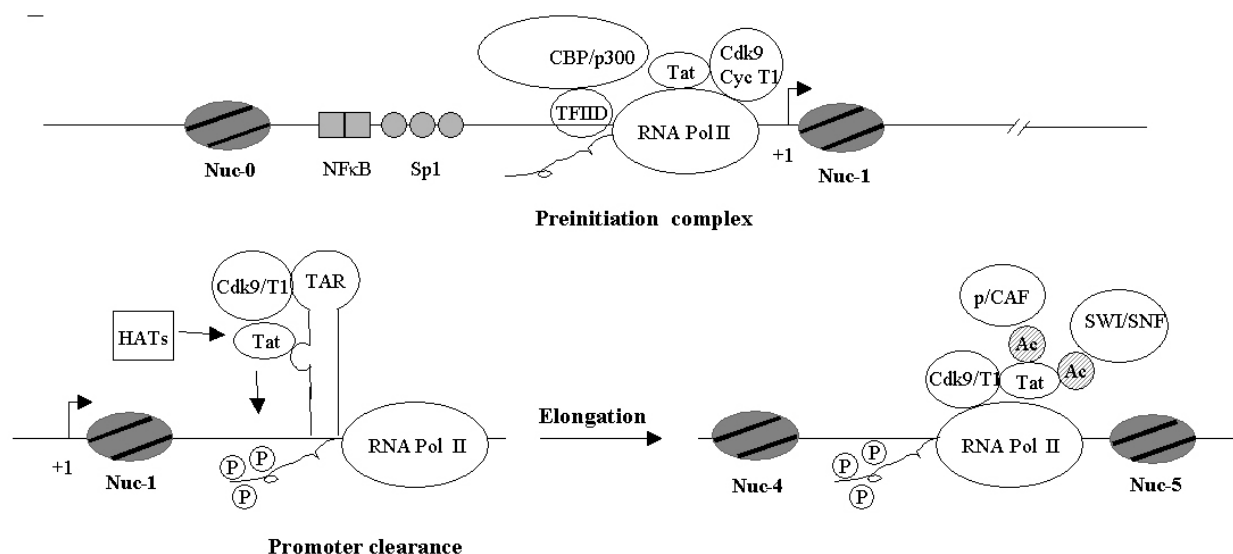 CBP/p300
Tat
Cdk9
Cyc T1
TFIID
RNA Pol II
+1
Nuc-0
NFκB
Sp1
Nuc-1
Preinitiation complex
Cdk9/T1
TAR
HATs
Tat
+1
Nuc-1
P
P
P
RNA Pol II
Promoter clearance
Elongation
p/CAF
SWI/SNF
Ac
Ac
Cdk9/T1
Tat
RNA Pol II
P
P
P
Nuc-4
Nuc-5